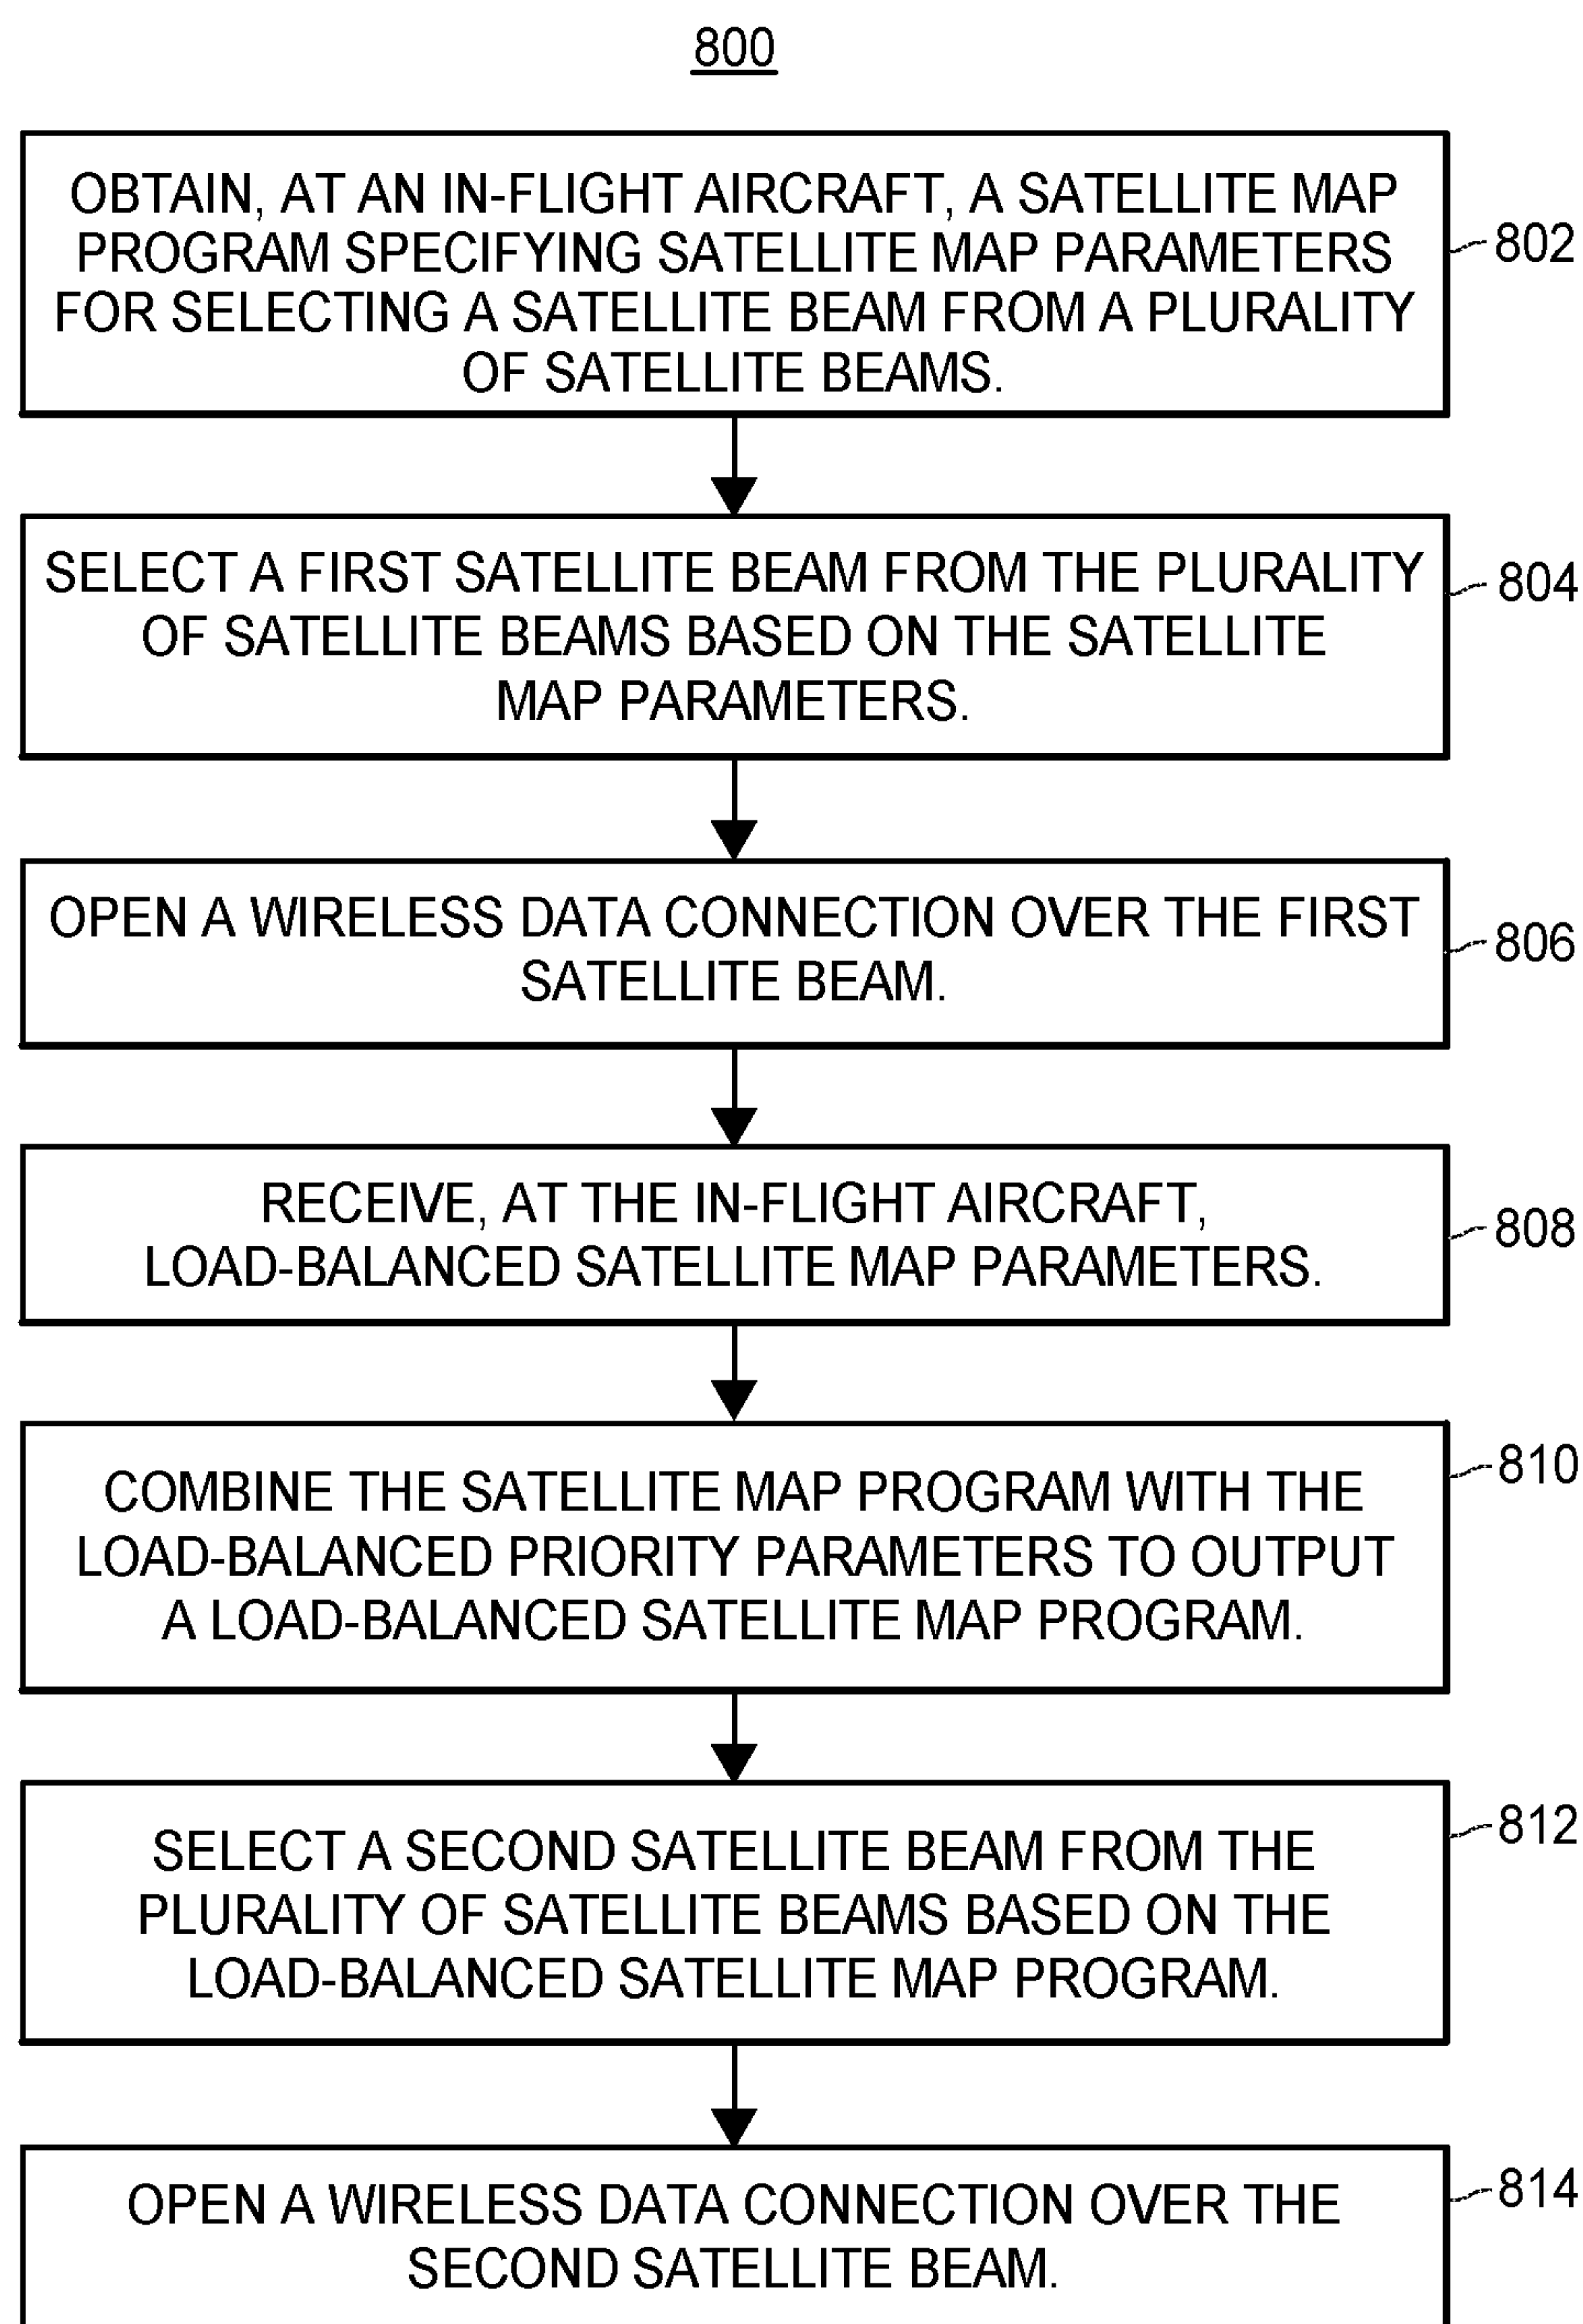 800
OBTAIN, AT AN IN-FLIGHT AIRCRAFT, A SATELLITE MAP
PROGRAM SPECIFYING SATELLITE MAP PARAMETERS
FOR SELECTING A SATELLITE BEAM FROM A PLURALITY
OF SATELLITE BEAMS.
802
SELECT A FIRST SATELLITE BEAM FROM THE PLURALITY
OF SATELLITE BEAMS BASED ON THE SATELLITE
MAP PARAMETERS.
804
OPEN A WIRELESS DATA CONNECTION OVER THE FIRST
SATELLITE BEAM.
806
RECEIVE, AT THE IN-FLIGHT AIRCRAFT,
LOAD-BALANCED SATELLITE MAP PARAMETERS.
808
COMBINE THE SATELLITE MAP PROGRAM WITH THE
LOAD-BALANCED PRIORITY PARAMETERS TO OUTPUT
A LOAD-BALANCED SATELLITE MAP PROGRAM.
810
SELECT A SECOND SATELLITE BEAM FROM THE
PLURALITY OF SATELLITE BEAMS BASED ON THE
LOAD-BALANCED SATELLITE MAP PROGRAM.
812
OPEN A WIRELESS DATA CONNECTION OVER THE
SECOND SATELLITE BEAM.
814